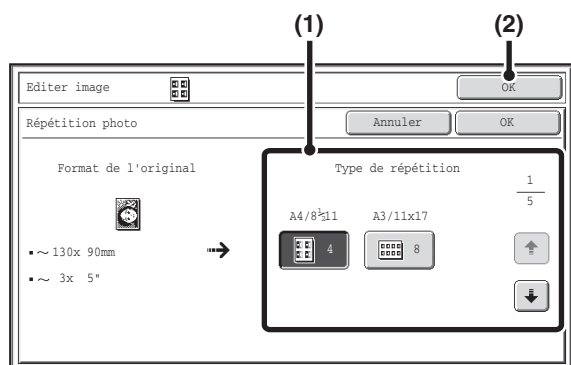 (1) (2)
Editer image OK
Répétition photo Annuler OK
Format de l'original Type de répétition
1
5
A4/8½11 A3/11x17
4 8
▪～130x 90mm
▪～ 3x 5"